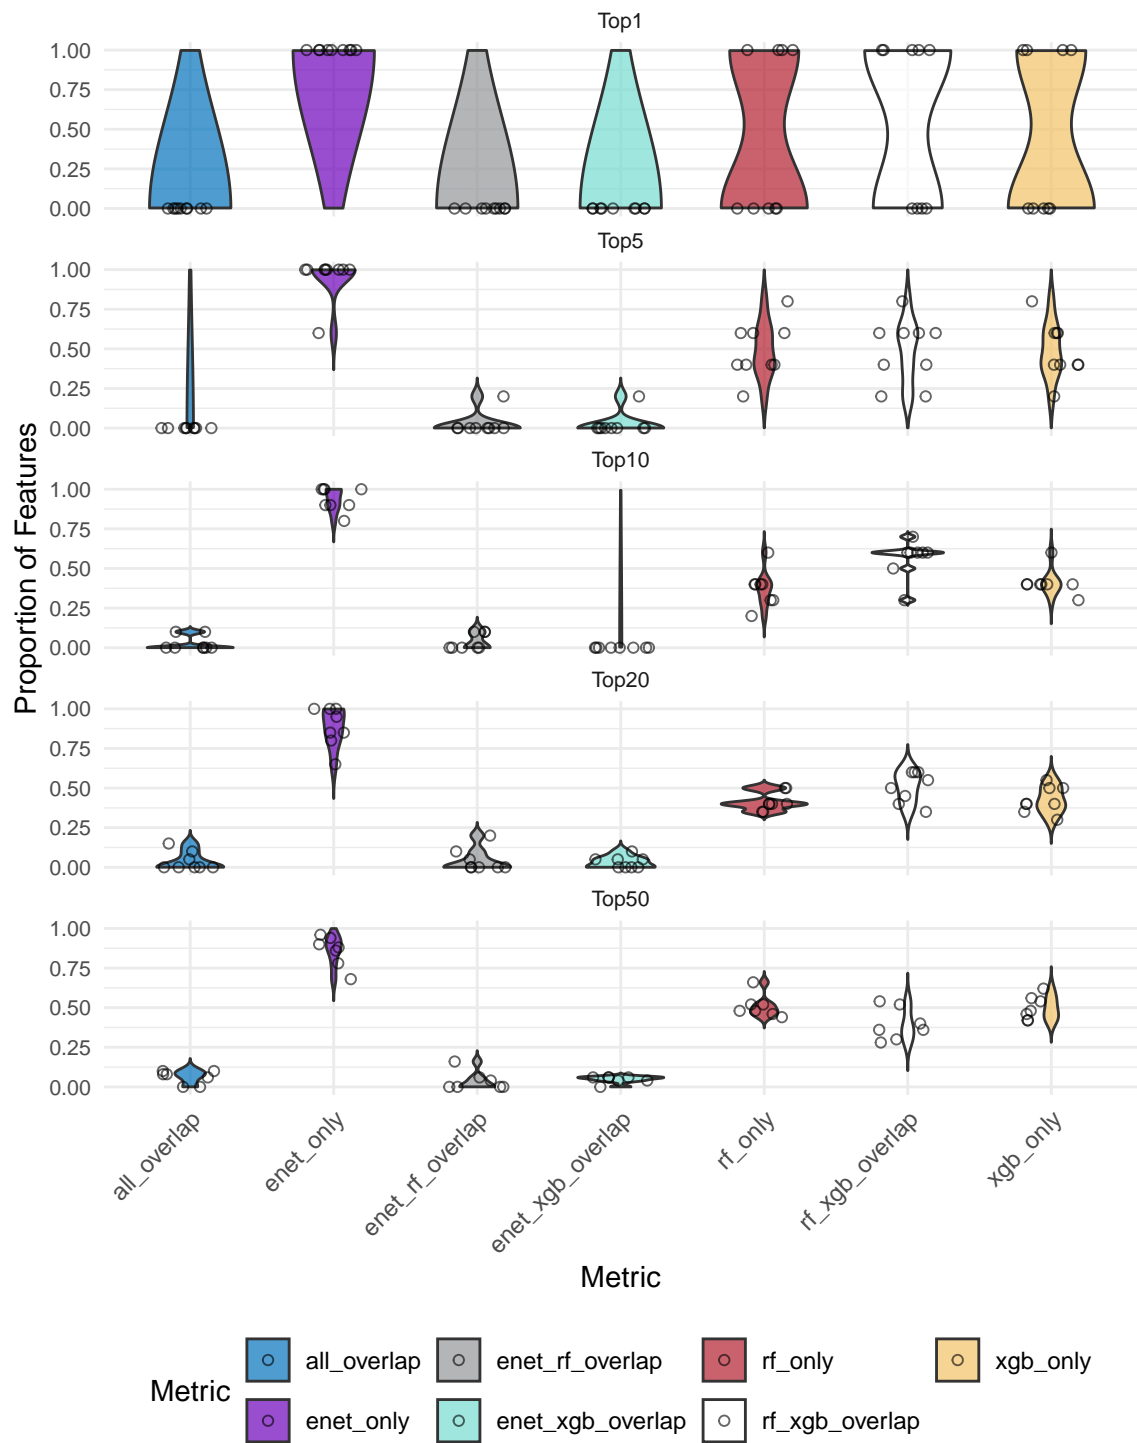 Top1
1.00
0.75
0.50
0.25
0.00
Top5
1.00
0.75
0.50
0.25
0.00
Top10
1.00
0.75
0.50
0.25
0.00
Top20
1.00
0.75
0.50
0.25
0.00
Top50
1.00
0.75
0.50
0.25
0.00
Proportion of Features
all_overlap
enet_only
enet_rf_overlap
enet_xgb_overlap
rf_only
rf_xgb_overlap
xgb_only
Metric
Metric
all_overlap
enet_rf_overlap
rf_only
xgb_only
enet_only
enet_xgb_overlap
rf_xgb_overlap